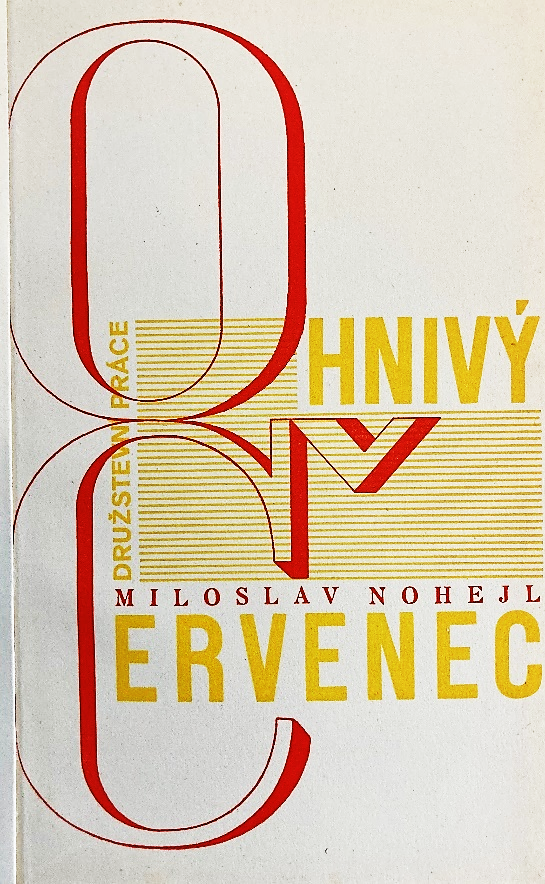 OHNIVÝ
DRUŽSTEVNÍ PRÁCE
MILOSLAV NOHEJL
ČERVENEC